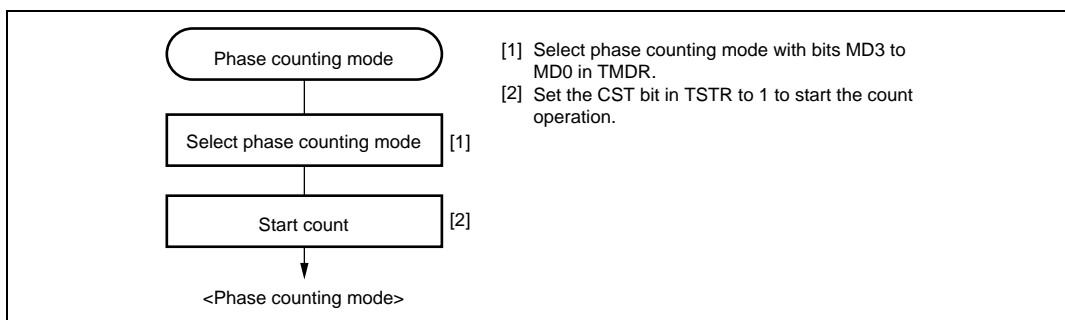 Phase counting mode
Select phase counting mode [1]
Start count [2]
<Phase counting mode>
[1] Select phase counting mode with bits MD3 to
MD0 in TMDR.
[2] Set the CST bit in TSTR to 1 to start the count
operation.